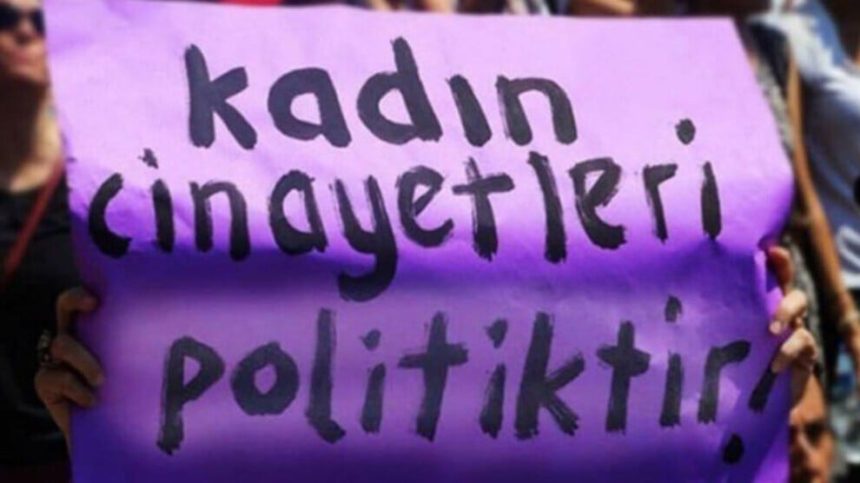 kadın
cinayetleri
politiktir!